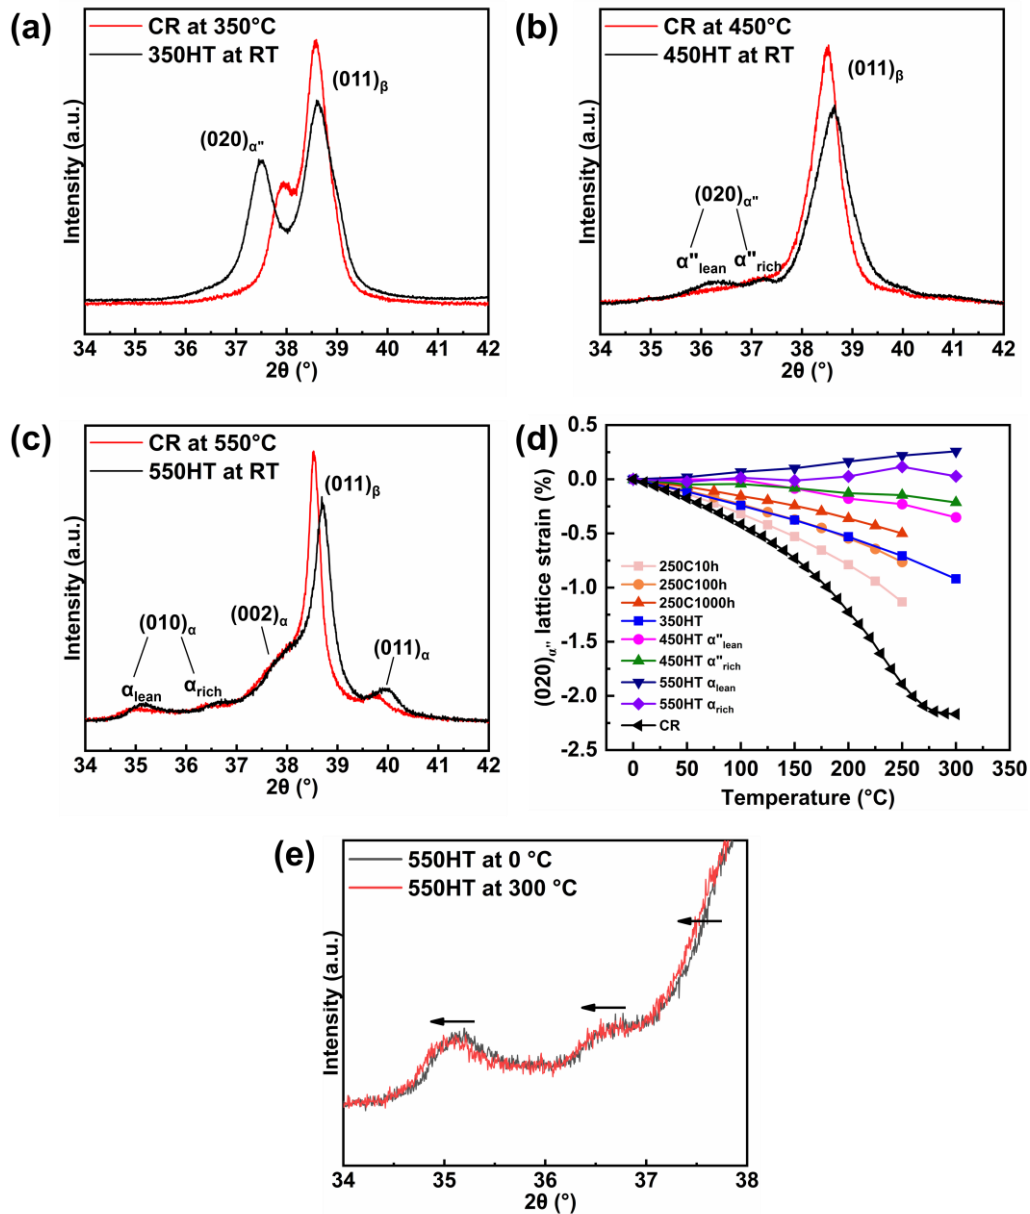 (a)
CR at 350°C
350HT at RT
(020)α"
(011)β
Intensity (a.u.)
34 35 36 37 38 39 40 41 42
2θ (°)
(b)
CR at 450°C
450HT at RT
(011)β
(020)α"
α"lean
α"rich
Intensity (a.u.)
34 35 36 37 38 39 40 41 42
2θ (°)
(c)
CR at 550°C
550HT at RT
(011)β
(010)α
(002)α
(011)α
αlean
αrich
Intensity (a.u.)
34 35 36 37 38 39 40 41 42
2θ (°)
(d)
(020)α" lattice strain (%)
0.5
0.0
-0.5
-1.0
-1.5
-2.0
-2.5
250C10h
250C100h
250C1000h
350HT
450HT α"lean
450HT α"rich
550HT αlean
550HT αrich
CR
0 50 100 150 200 250 300 350
Temperature (°C)
(e)
550HT at 0 °C
550HT at 300 °C
Intensity (a.u.)
34 35 36 37 38
2θ (°)